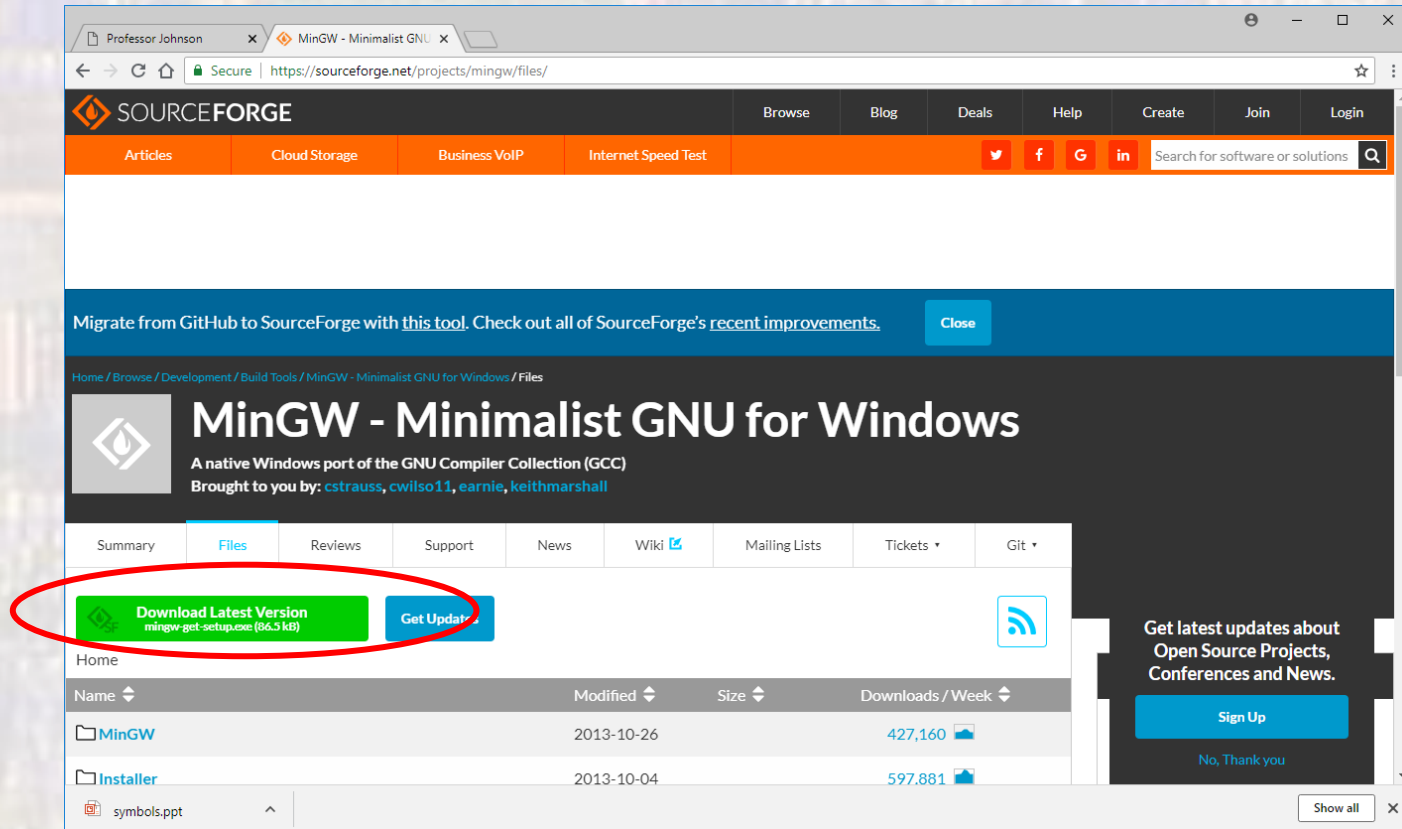 Professor Johnson
MinGW - Minimalist GNU
Secure https://sourceforge.net/projects/mingw/files/
SOURCEFORGE
Browse Blog Deals Help Create Join Login
Articles Cloud Storage Business VoIP Internet Speed Test
f G in Search for software or solutions
Migrate from GitHub to SourceForge with this tool. Check out all of SourceForge's recent improvements. Close
Home / Browse / Development / Build Tools / MinGW - Minimalist GNU for Windows / Files
MinGW - Minimalist GNU for Windows
A native Windows port of the GNU Compiler Collection (GCC)
Brought to you by: cstrauss, cwilso11, earnie, keithmarshall
Summary Files Reviews Support News Wiki Mailing Lists Tickets Git
Download Latest Version
mingw-get-setup.exe (86.5 kB)
SF
Get Updates
Home
Name Modified Size Downloads / Week
MinGW 2013-10-26 427,160
Installer 2013-10-04 597,881
Get latest updates about
Open Source Projects,
Conferences and News.
Sign Up
No, Thank you
symbols.ppt
Show all